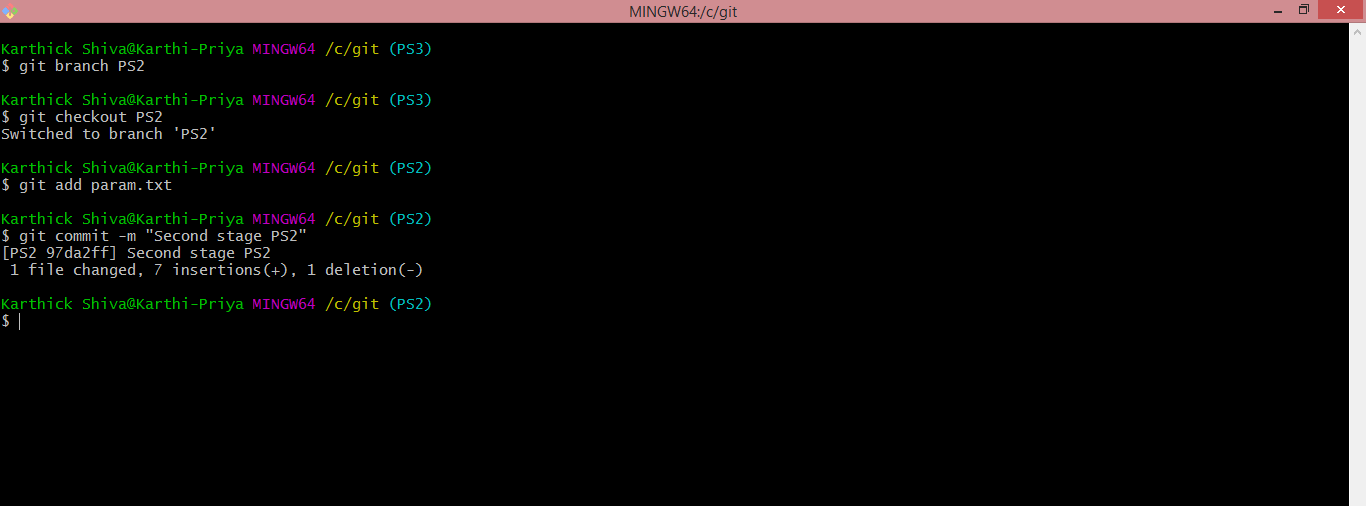 MINGW64:/c/git
Karthick Shiva@Karthi-Priya MINGW64 /c/git (PS3)
$ git branch PS2
Karthick Shiva@Karthi-Priya MINGW64 /c/git (PS3)
$ git checkout PS2
Switched to branch 'PS2'
Karthick Shiva@Karthi-Priya MINGW64 /c/git (PS2)
$ git add param.txt
Karthick Shiva@Karthi-Priya MINGW64 /c/git (PS2)
$ git commit -m "Second stage PS2"
[PS2 97da2ff] Second stage PS2
 1 file changed, 7 insertions(+), 1 deletion(-)
Karthick Shiva@Karthi-Priya MINGW64 /c/git (PS2)
$